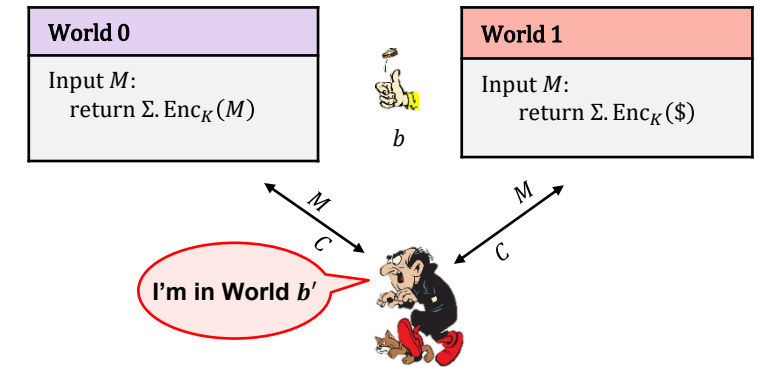 World 0
Input M:
return Σ. Enc_K(M)
World 1
Input M:
return Σ. Enc_K($)
b
M
C
M
C
I'm in World b′